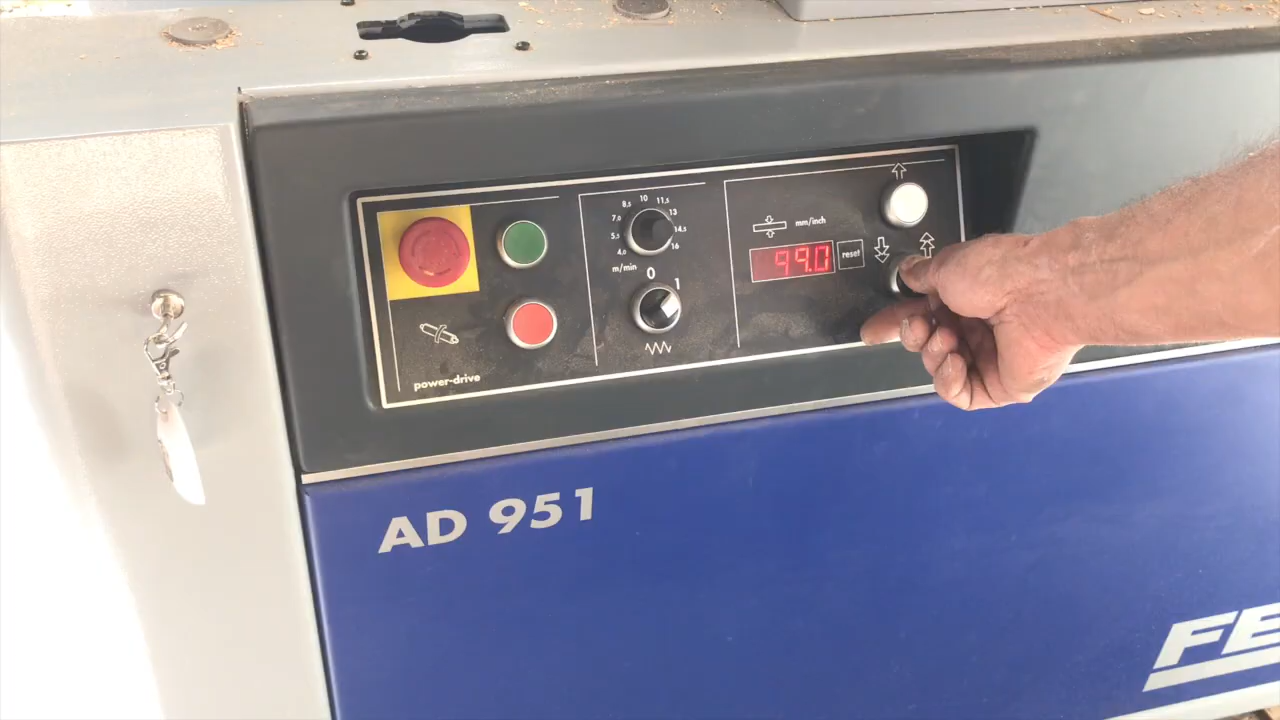 8,5 10 11,5
7,0 13
5,5 14,5
4,0 16
m/min
0
1
power-drive
mm/inch
99.0
reset
AD 951
FE